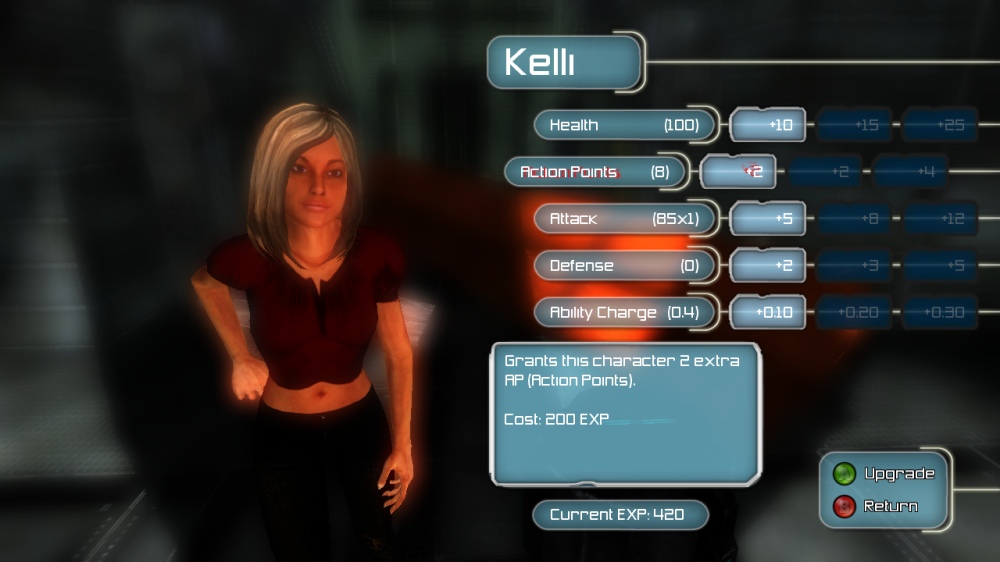 Kelli
Health (100) +10 +15 +25
Action Points (8) +2 +2 +4
Attack (85x1) +5 +8 +12
Defense (0) +2 +3 +5
Ability Charge (0.4) +0.10 +0.20 +0.30
Grants this character 2 extra
AP (Action Points).
Cost: 200 EXP
Current EXP: 420
Upgrade
Return